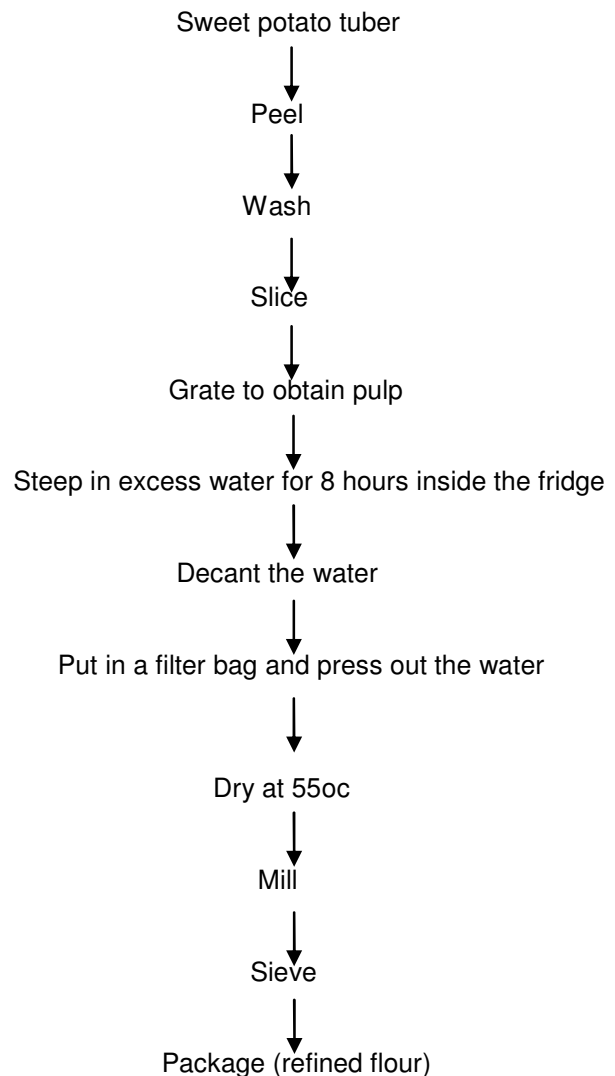 Sweet potato tuber
Peel
Wash
Slice
Grate to obtain pulp
Steep in excess water for 8 hours inside the fridge
Decant the water
Put in a filter bag and press out the water
Dry at 55oc
Mill
Sieve
Package (refined flour)